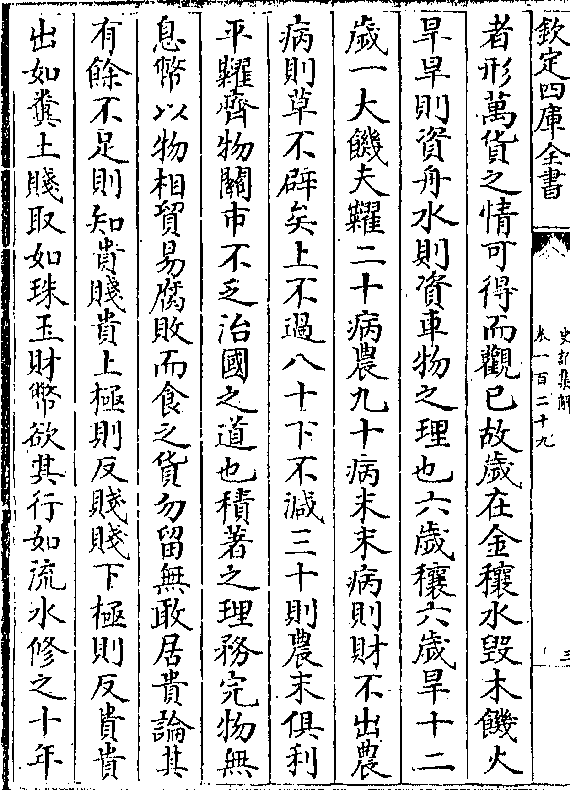 欽定四庫全書
史記集解
卷一百二十九
三
者形萬貨之情可得而觀已故歲在金穰水毀木饑火
旱旱則資舟水則資車物之理也六歲穰六歲旱十二
歲一大饑夫糶二十病農九十病末末病則財不出農
病則草不辟矣上不過八十下不減三十則農末俱利
平糶齊物關市不乏治國之道也積著之理務完物無
息幣以物相貿易腐敗而食之貨勿留無敢居貴論其
有餘不足則知貴賤貴上極則反賤賤下極則反貴貴
出如糞土賤取如珠玉財幣欲其行如流水修之十年